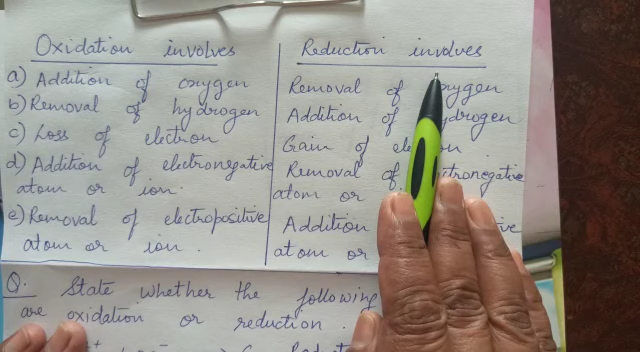 Oxidation involves
a) Addition of oxygen
b) Removal of hydrogen
c) Loss of electron
d) Addition of electronegative
atom or ion.
e) Removal of electropositive
atom or ion.
Reduction involves
Removal of
Addition of
Gain of
Removal of
atom or
Addition
atom or
Q. State whether the following
are oxidation or reduction.